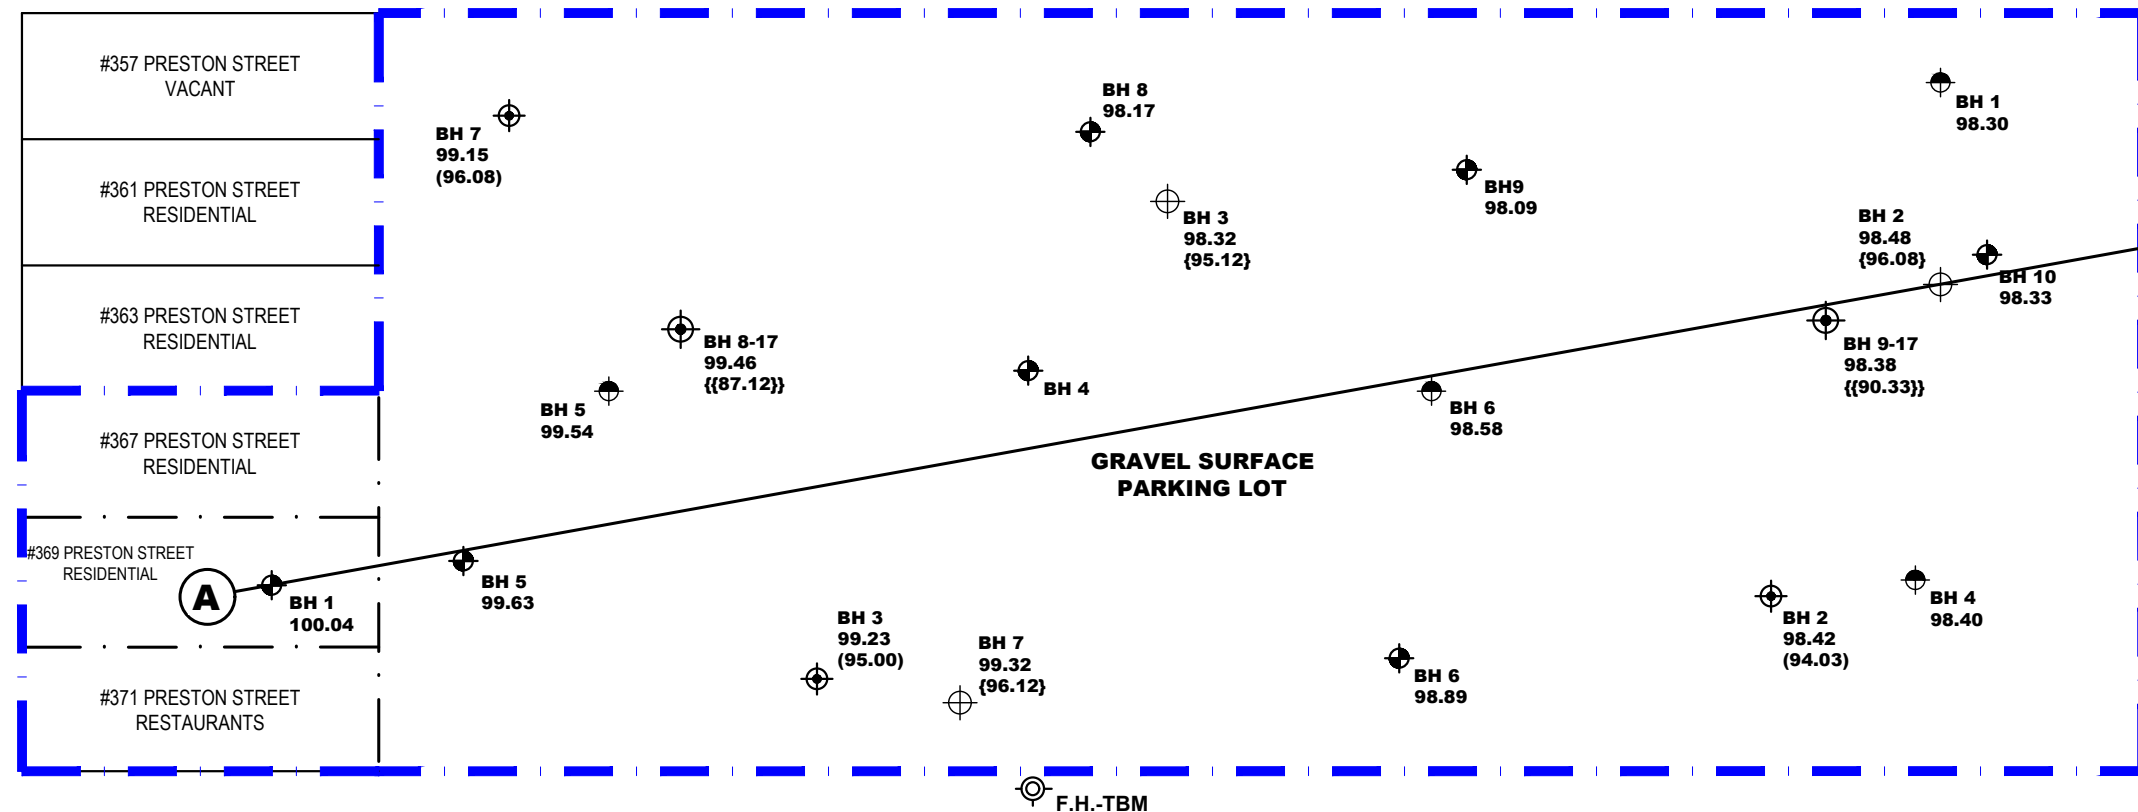 #357 PRESTON STREET
VACANT
#361 PRESTON STREET
RESIDENTIAL
#363 PRESTON STREET
RESIDENTIAL
#367 PRESTON STREET
RESIDENTIAL
#369 PRESTON STREET
RESIDENTIAL
#371 PRESTON STREET
RESTAURANTS
A
BH 1
100.04
BH 7
99.15
(96.08)
BH 8
98.17
BH 3
98.32
{95.12}
BH9
98.09
BH 1
98.30
BH 2
98.48
{96.08}
BH 10
98.33
BH 8-17
99.46
{{87.12}}
BH 5
99.54
BH 4
BH 6
98.58
BH 9-17
98.38
{{90.33}}
GRAVEL SURFACE
PARKING LOT
BH 5
99.63
BH 3
99.23
(95.00)
BH 7
99.32
{96.12}
BH 6
98.89
BH 2
98.42
(94.03)
BH 4
98.40
F.H.-TBM